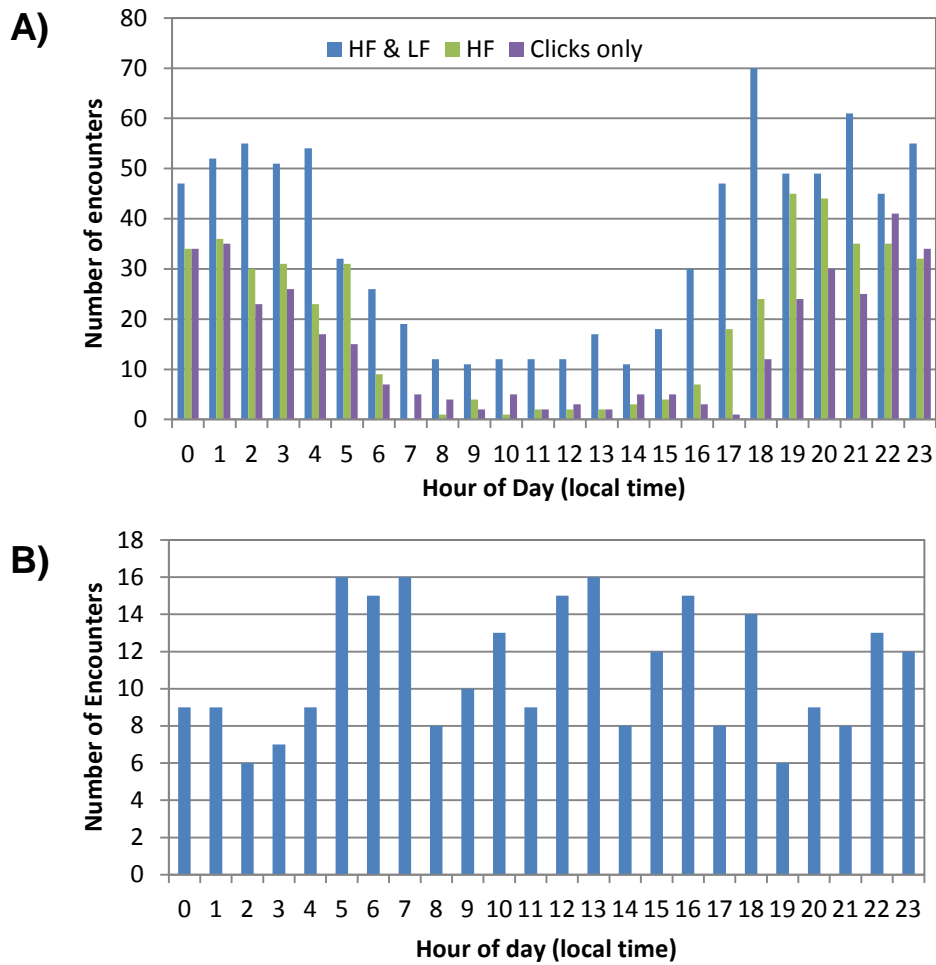 A)
80
HF & LF HF Clicks only
70
60
50
40
30
20
10
0
Number of encounters
0 1 2 3 4 5 6 7 8 9 10 11 12 13 14 15 16 17 18 19 20 21 22 23
Hour of Day (local time)
B)
18
16
14
12
10
8
6
4
2
0
Number of Encounters
0 1 2 3 4 5 6 7 8 9 10 11 12 13 14 15 16 17 18 19 20 21 22 23
Hour of day (local time)